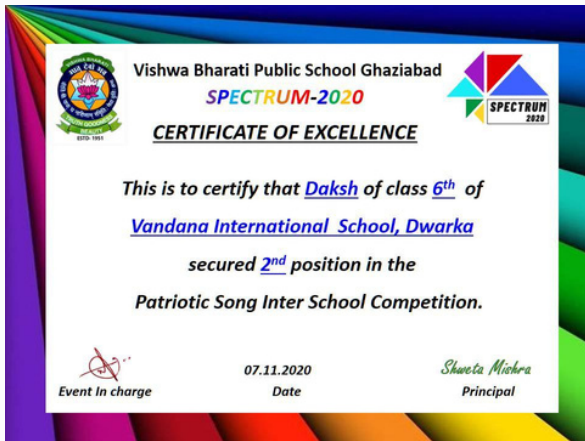 Vishwa Bharati Public School Ghaziabad
SPECTRUM-2020
CERTIFICATE OF EXCELLENCE
SPECTRUM
2020
ESTD- 1951
This is to certify that Daksh of class 6th of
Vandana International School, Dwarka
secured 2nd position in the
Patriotic Song Inter School Competition.
Shweta Mishra
07.11.2020
Event In charge
Date
Principal